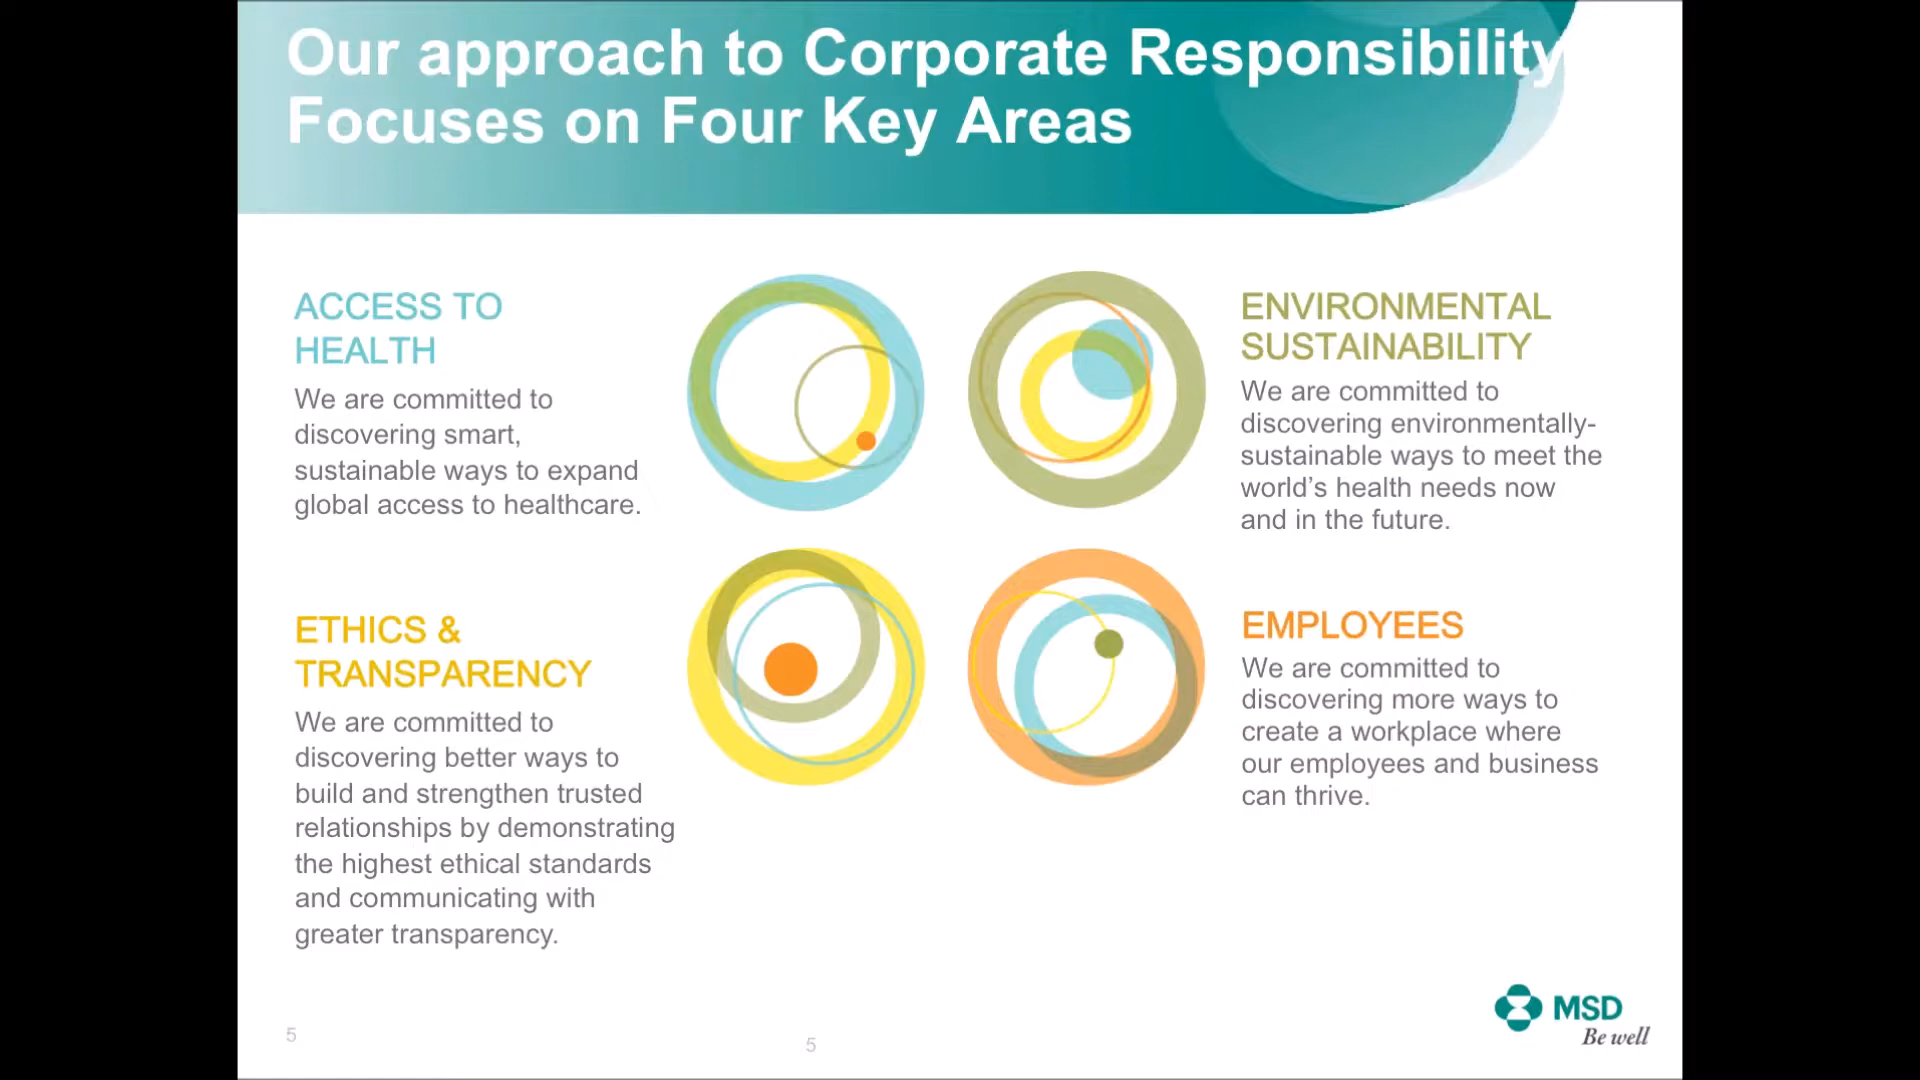 Our approach to Corporate Responsibility
Focuses on Four Key Areas
ACCESS TO
HEALTH
We are committed to
discovering smart,
sustainable ways to expand
global access to healthcare.
ENVIRONMENTAL
SUSTAINABILITY
We are committed to
discovering environmentally-
sustainable ways to meet the
world’s health needs now
and in the future.
ETHICS &
TRANSPARENCY
We are committed to
discovering better ways to
build and strengthen trusted
relationships by demonstrating
the highest ethical standards
and communicating with
greater transparency.
EMPLOYEES
We are committed to
discovering more ways to
create a workplace where
our employees and business
can thrive.
5
5
MSD
Be well